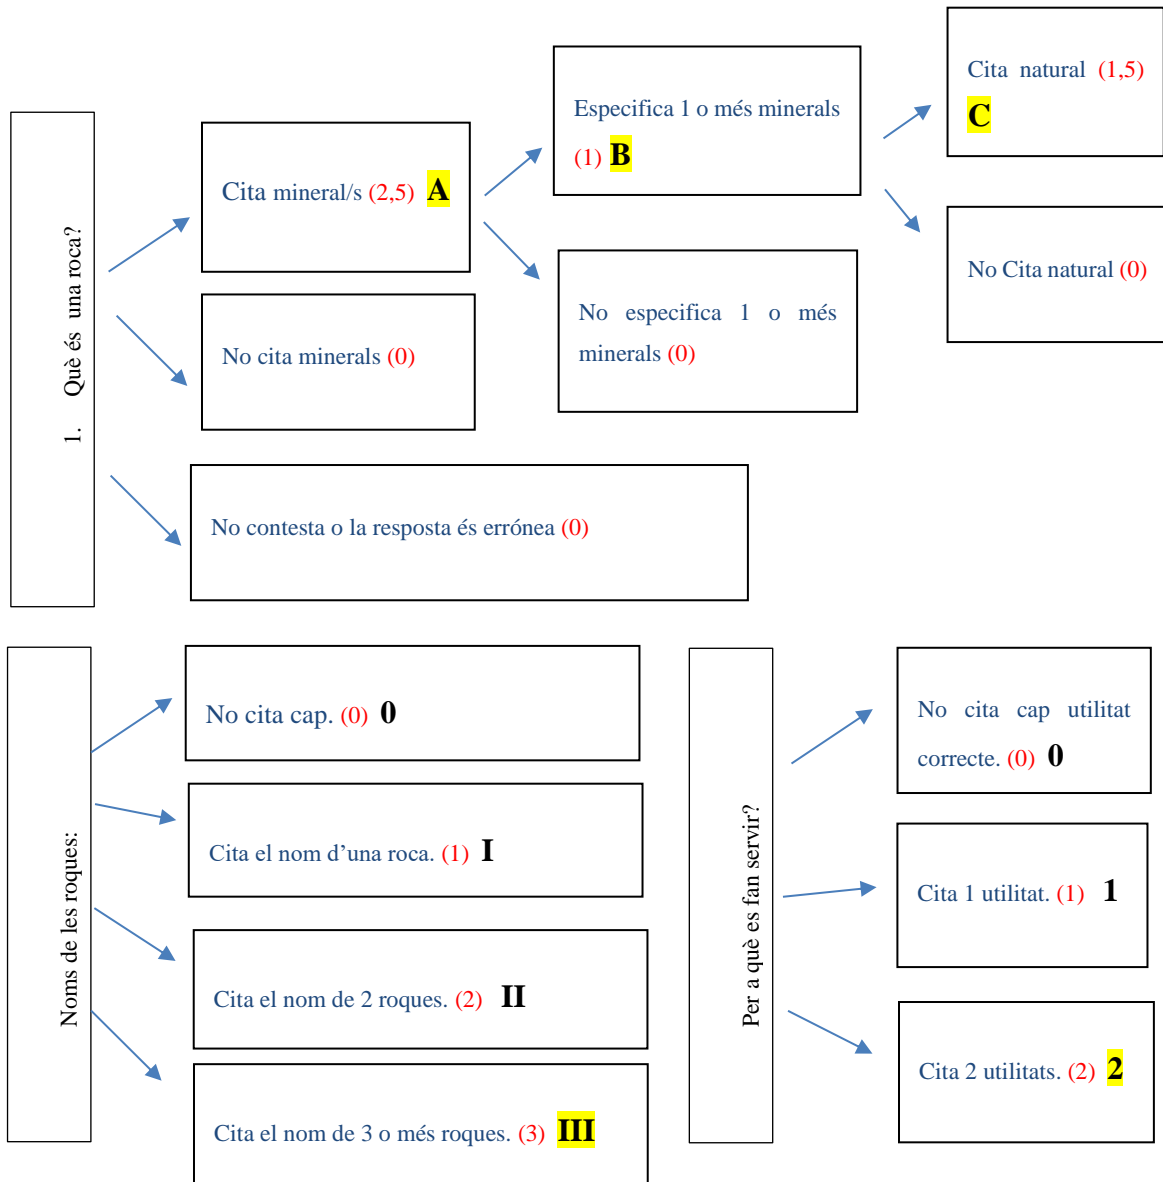 1. Què és una roca?
Cita mineral/s (2,5) A
No cita minerals (0)
No contesta o la resposta és errónea (0)
Especifica 1 o més minerals
(1) B
No especifica 1 o més
minerals (0)
Cita natural (1,5)
C
No Cita natural (0)
Noms de les roques:
No cita cap. (0) 0
Cita el nom d’una roca. (1) I
Cita el nom de 2 roques. (2) II
Cita el nom de 3 o més roques. (3) III
Per a què es fan servir?
No cita cap utilitat
correcte. (0) 0
Cita 1 utilitat. (1) 1
Cita 2 utilitats. (2) 2